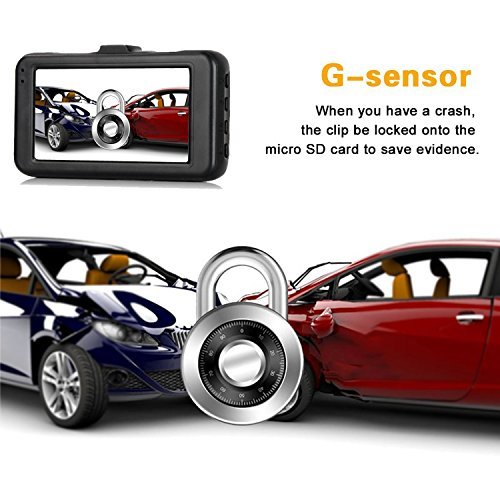 G-sensor
When you have a crash,
the clip be locked onto the
micro SD card to save evidence.